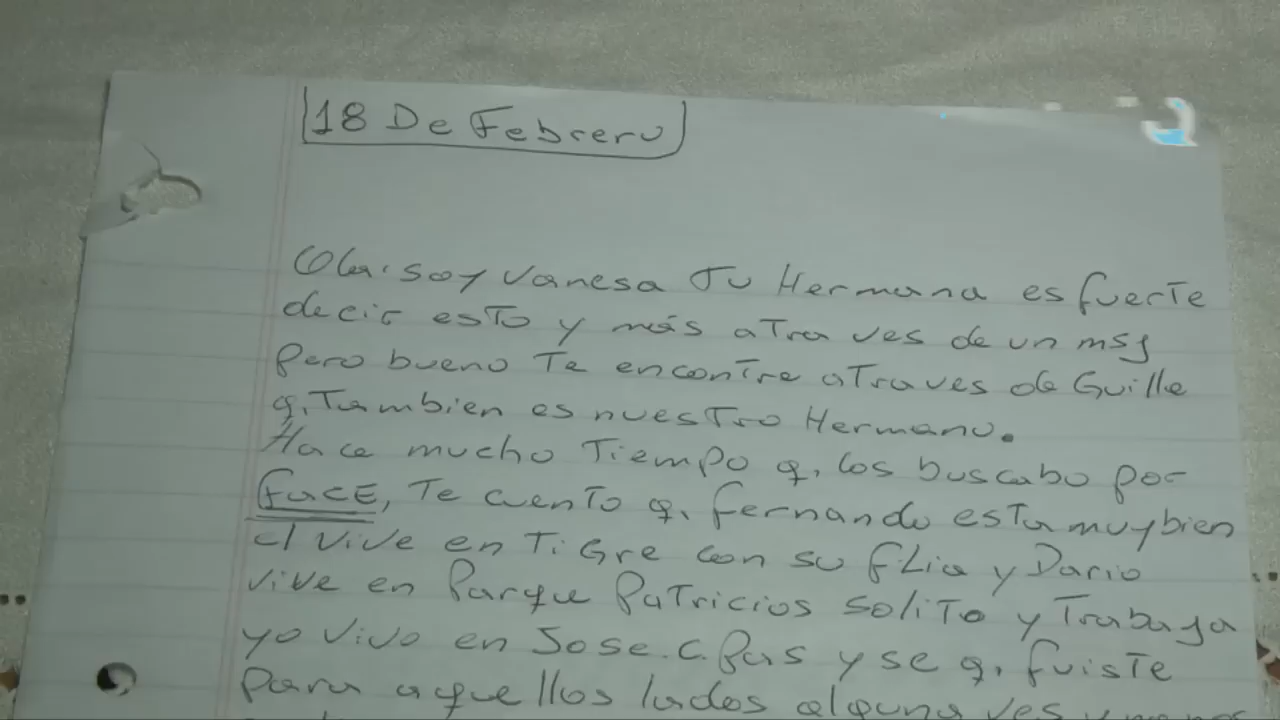 18 De Febrero
Ola. soy Vanesa Tu Hermana es fuerte
decir esto y más atra ves de un msj
pero bueno Te encontre atraves de Guille
q. Tambien es nuestro Hermano.
Hace mucho Tiempo q. los buscabo por
FacE, Te cuento q. fernando esta muy bien
el vive en TiGre con su fLia y Dario
vive en Parque Patricios solito y Trabaja
yo vivo en Jose. C. Pas y se q. fuiste
Para aquellos lados alguna ves y